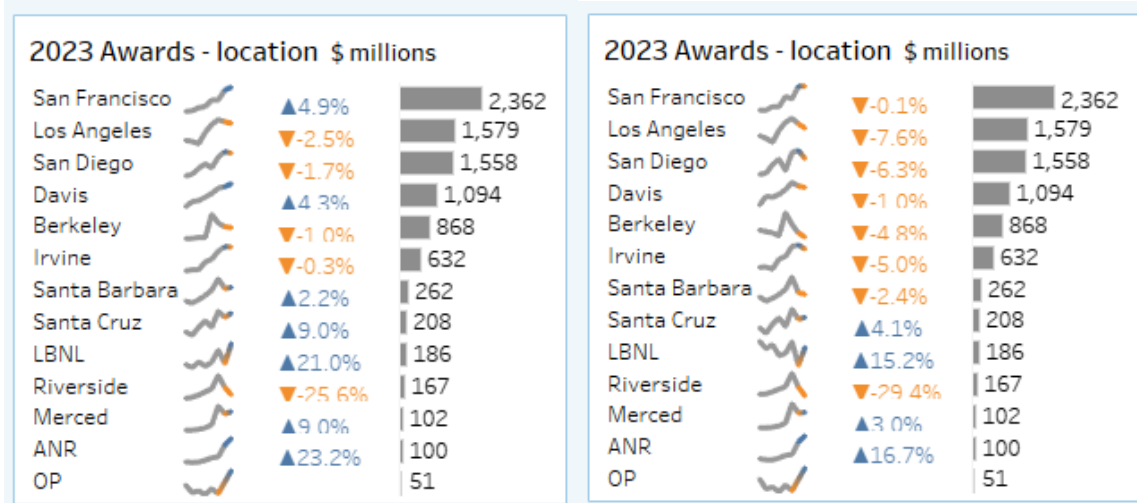 2023 Awards - location $ millions
San Francisco ▲4.9% 2,362
Los Angeles ▼-2.5% 1,579
San Diego ▼-1.7% 1,558
Davis ▲4.3% 1,094
Berkeley ▼-1.0% 868
Irvine ▼-0.3% 632
Santa Barbara ▲2.2% 262
Santa Cruz ▲9.0% 208
LBNL ▲21.0% 186
Riverside ▼-25.6% 167
Merced ▲9.0% 102
ANR ▲23.2% 100
OP 51
2023 Awards - location $ millions
San Francisco ▼-0.1% 2,362
Los Angeles ▼-7.6% 1,579
San Diego ▼-6.3% 1,558
Davis ▼-1.0% 1,094
Berkeley ▼-4.8% 868
Irvine ▼-5.0% 632
Santa Barbara ▼-2.4% 262
Santa Cruz ▲4.1% 208
LBNL ▲15.2% 186
Riverside ▼-29.4% 167
Merced ▲3.0% 102
ANR ▲16.7% 100
OP 51